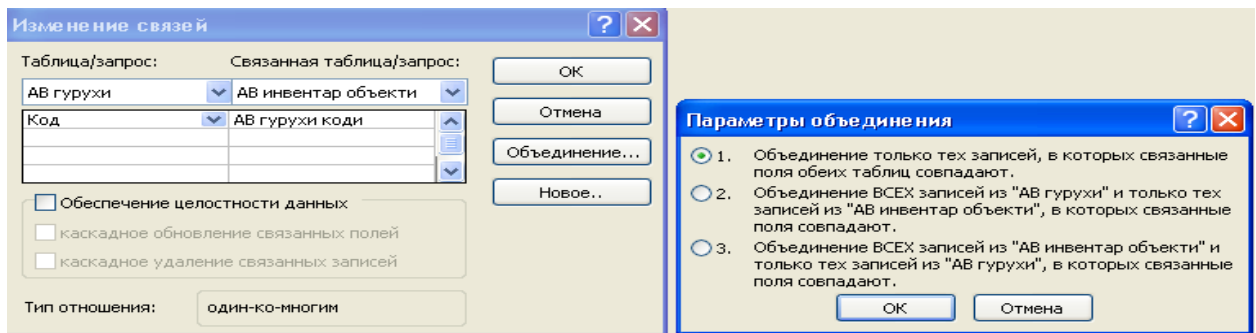 Изменение связей
Таблица/запрос: Связанная таблица/запрос:
АВ гурухи АВ инвентар объекти
Код АВ гурухи коди
ОК
Отмена
Объединение...
Новое..
Обеспечение целостности данных
каскадное обновление связанных полей
каскадное удаление связанных записей
Тип отношения: один-ко-многим
Параметры объединения
1. Объединение только тех записей, в которых связанные
поля обеих таблиц совпадают.
2. Объединение ВСЕХ записей из "АВ гурухи" и только тех
записей из "АВ инвентар объекти", в которых связанные
поля совпадают.
3. Объединение ВСЕХ записей из "АВ инвентар объекти" и
только тех записей из "АВ гурухи", в которых связанные
поля совпадают.
ОК Отмена